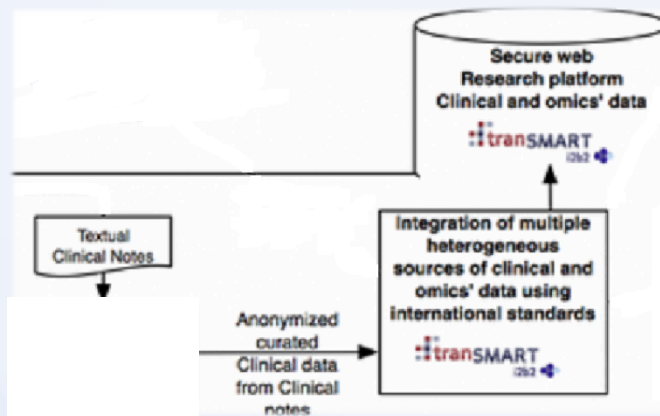 Secure web
Research platform
Clinical and omics' data
tranSMART
i2b2
Textual
Clinical Notes
Integration of multiple
heterogeneous
sources of clinical and
omics' data using
international standards
tranSMART
i2b2
Anonymized
curated
Clinical data
from Clinical
notes